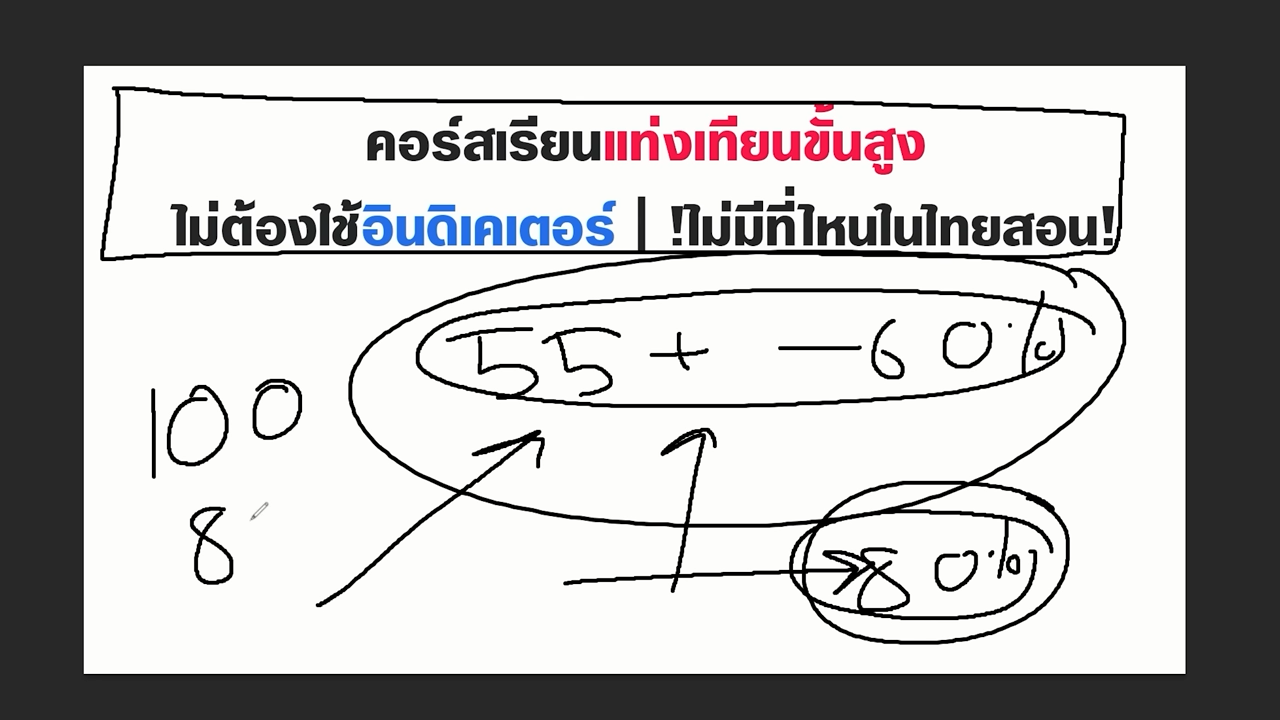 คอร์สเรียนแท่งเทียนขั้นสูง
ไม่ต้องใช้อินดิเคเตอร์ | !ไม่มีที่ไหนในไทยสอน!
55+ — 60%
100
8
80%